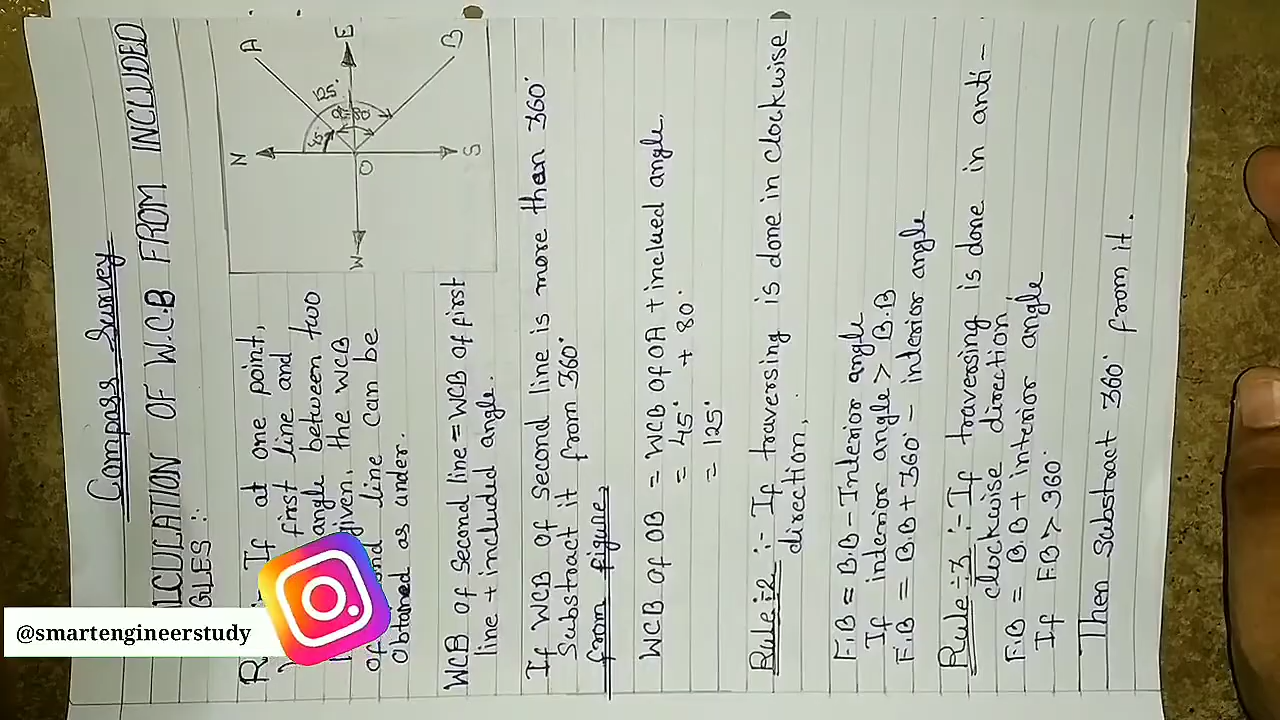 Compass Survey
LCULATION OF W.C.B FROM INCLUDED
GLES :
If at one point,
first line and
angle between two
given, the WCB
of line can be
Obtained as under.
N
A
E
B
S
O
W
45°
125°
80°
WCB of second line = WCB of first
line + included angle.
If WCB of second line is more than 360°
Substract it from 360°
from figure
WCB OF OB = WCB OF OA + inclued angle.
= 45° + 80°
= 125°
Rule:2 :- If traversing is done in clockwise
direction,
F.B = B.B - Interior angle
If interior angle > B.B
F.B = B.B + 360° - interior angle
Rule:3 :- If traversing is done in anti-
clockwise direction,
F.B = B.B + interior angle
If F.B > 360°
Then Substract 360° from it.
@smartengineerstudy